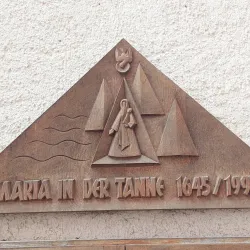 MARIA IN DER TANNE 1645/199